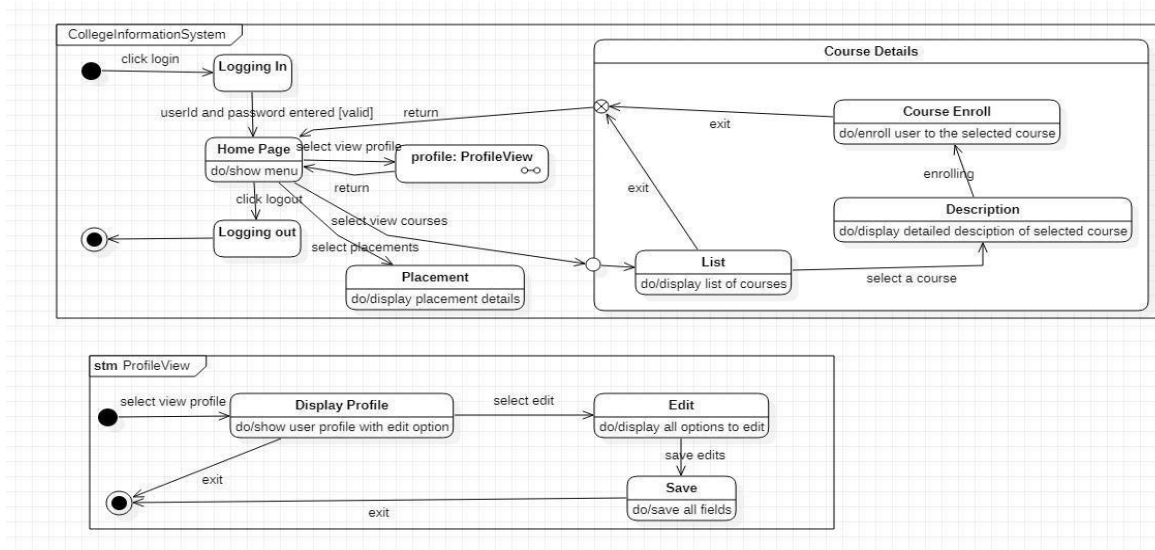 CollegeInformationSystem
click login
Logging In
userId and password entered [valid]
Home Page
do/show menu
select view profile
profile: ProfileView
return
return
click logout
Logging out
select view courses
select placements
Placement
do/display placement details
Course Details
Course Enroll
do/enroll user to the selected course
exit
exit
enrolling
Description
do/display detailed desciption of selected course
List
do/display list of courses
select a course
stm ProfileView
select view profile
Display Profile
do/show user profile with edit option
select edit
Edit
do/display all options to edit
save edits
exit
Save
do/save all fields
exit